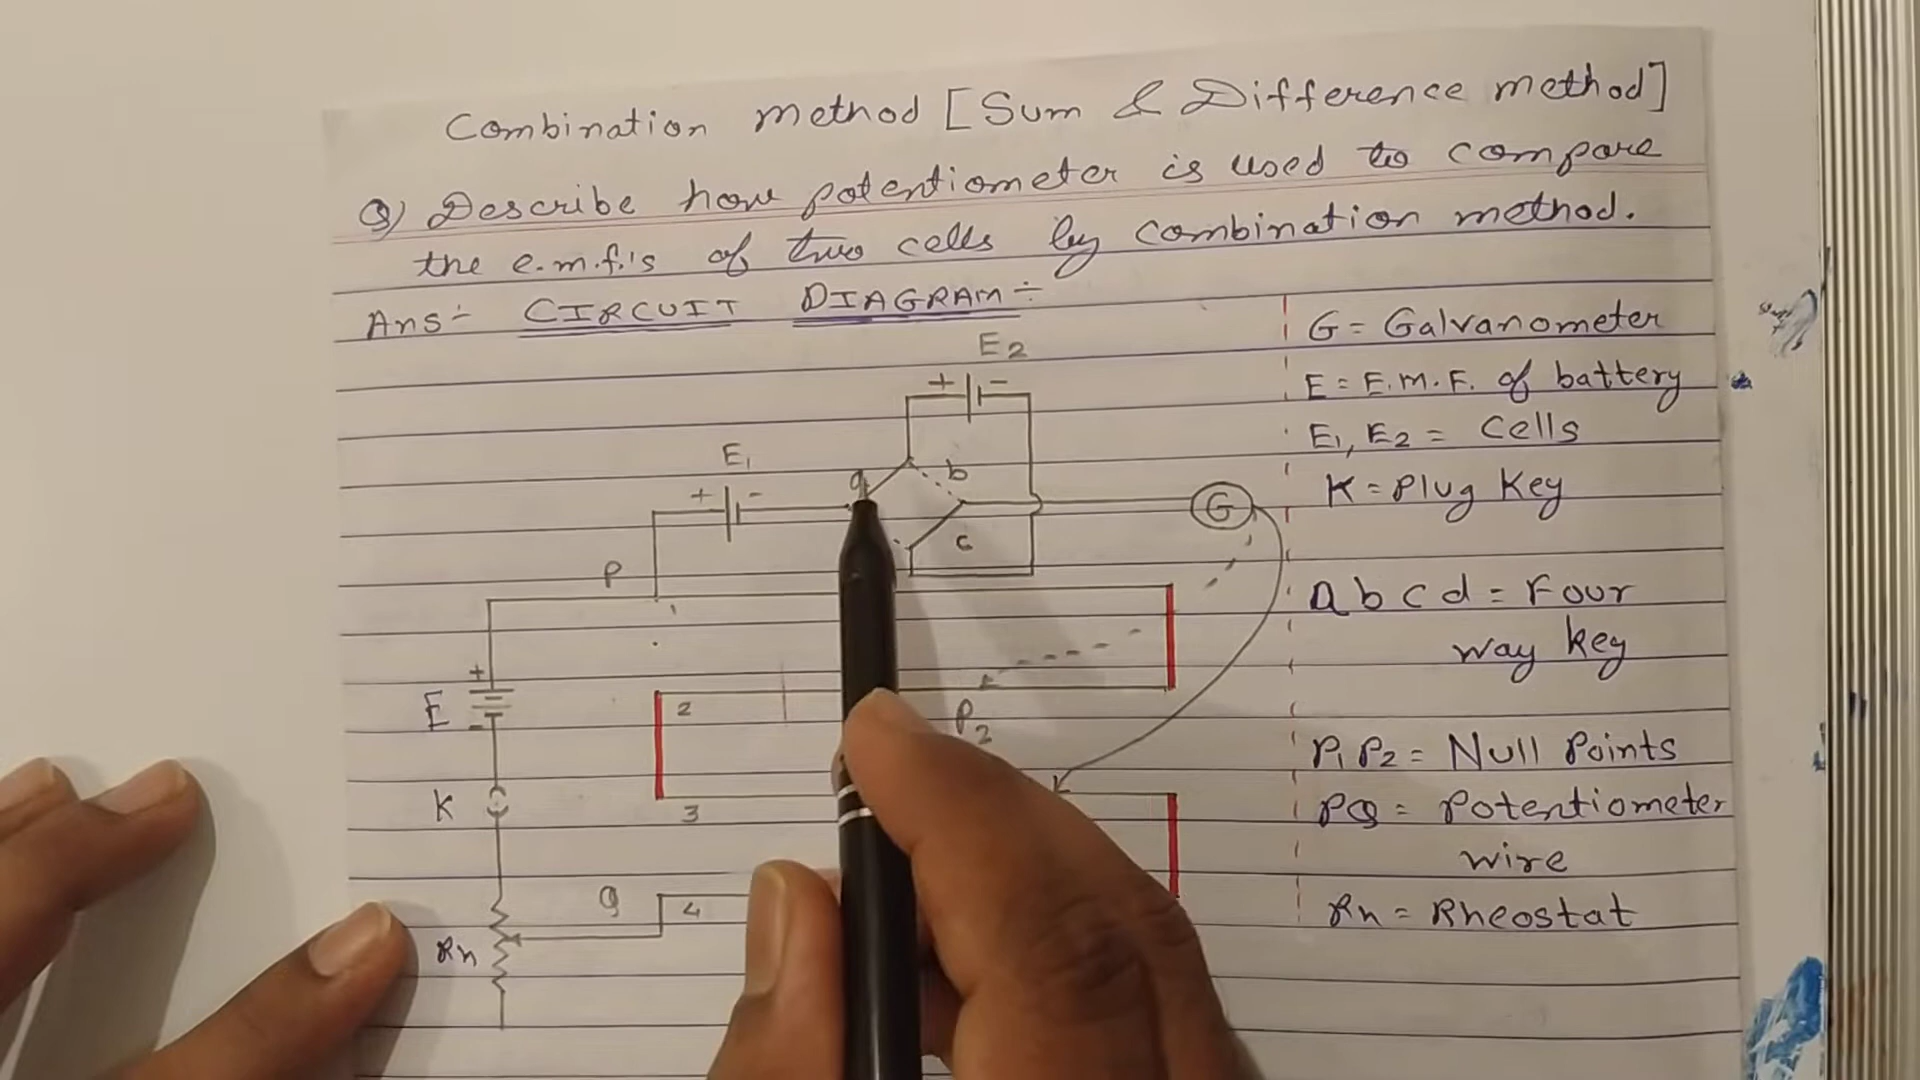 Combination method [Sum & Difference method]
Q) Describe how potentiometer is used to compare
the e.m.f.'s of two cells by combination method.
Ans:- CIRCUIT DIAGRAM:-
E2
+ -
E1
+ -
a
b
c
G
P
1
+
E
-
2
P2
K
3
Q
4
Rh
G = Galvanometer
E = E.M.F. of battery
E1, E2 = Cells
K = Plug Key
a b c d = Four
way key
P1 P2 = Null Points
PQ = Potentiometer
wire
Rh = Rheostat